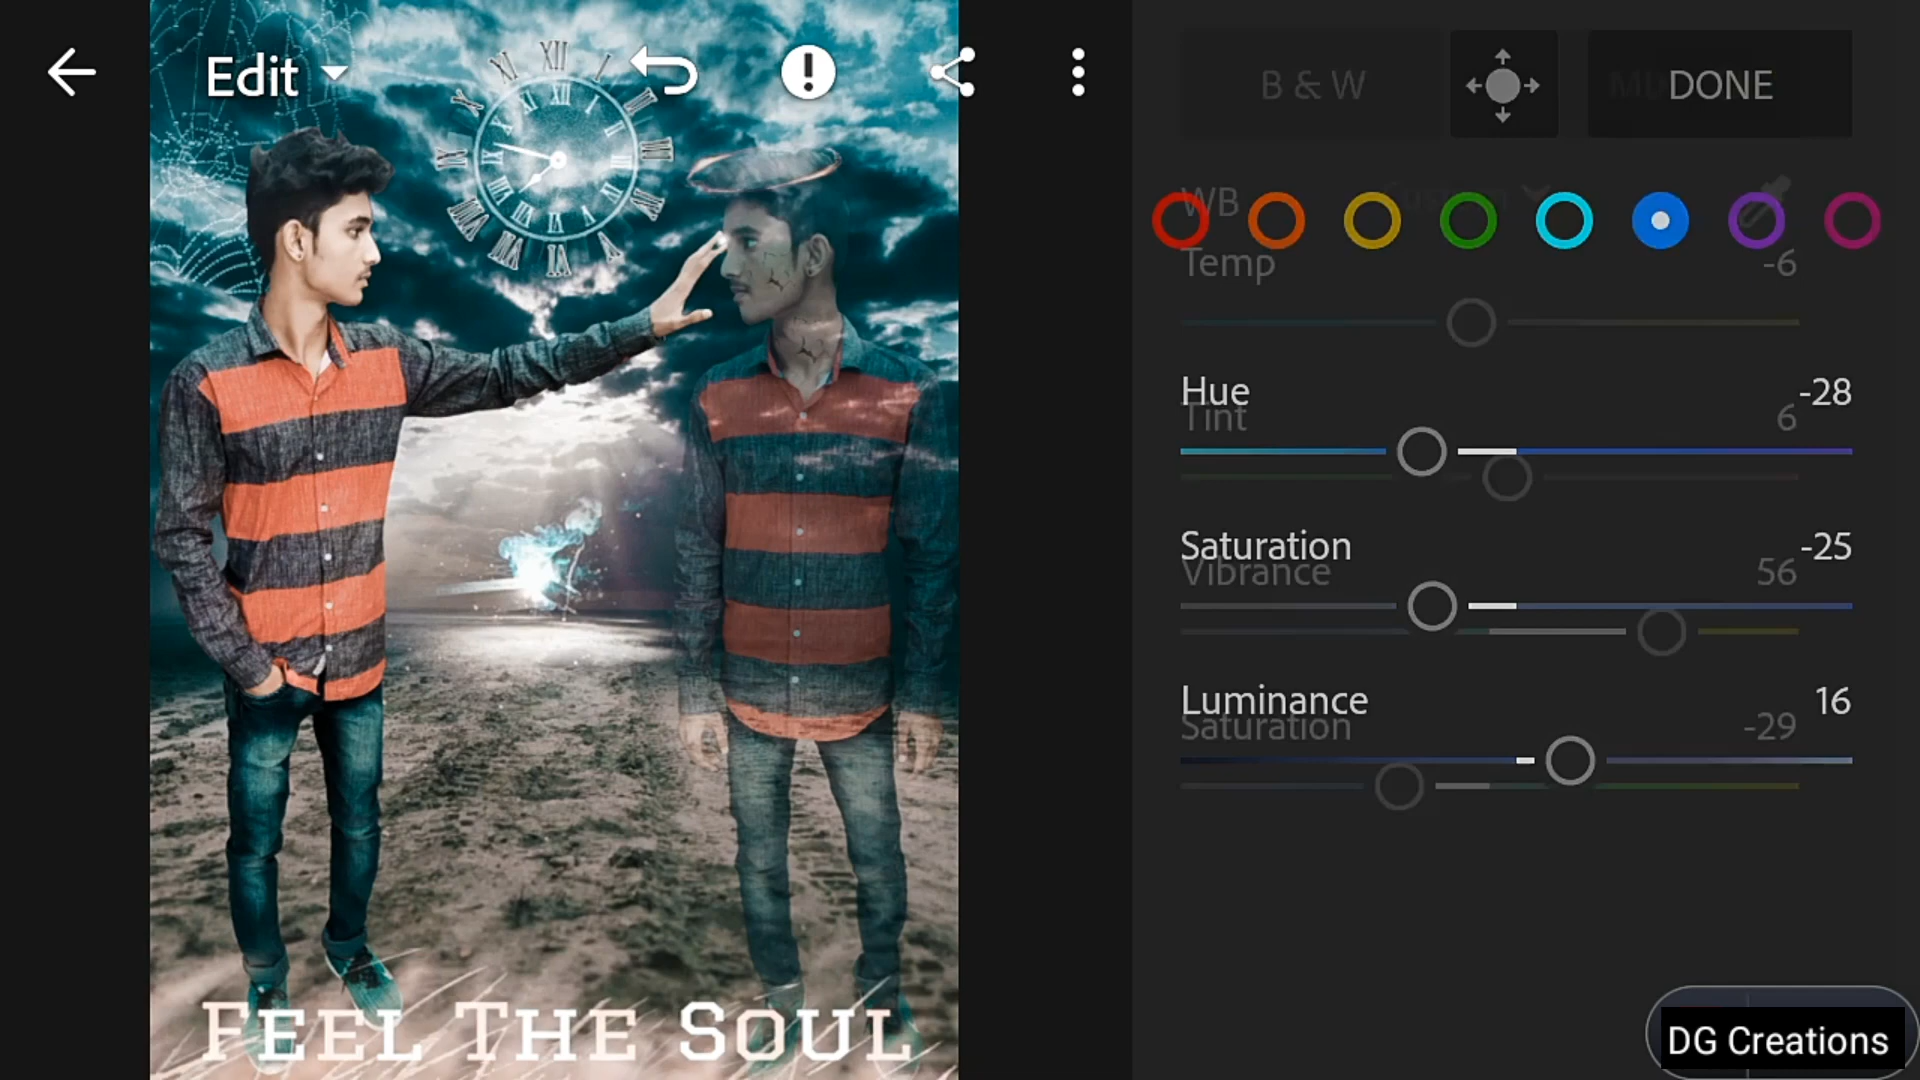 Edit
B & W
DONE
WB
Temp
-6
Hue
-28
Tint
6
Saturation
-25
Vibrance
56
Luminance
16
Saturation
-29
XII
FEEL THE SOUL
DG Creations